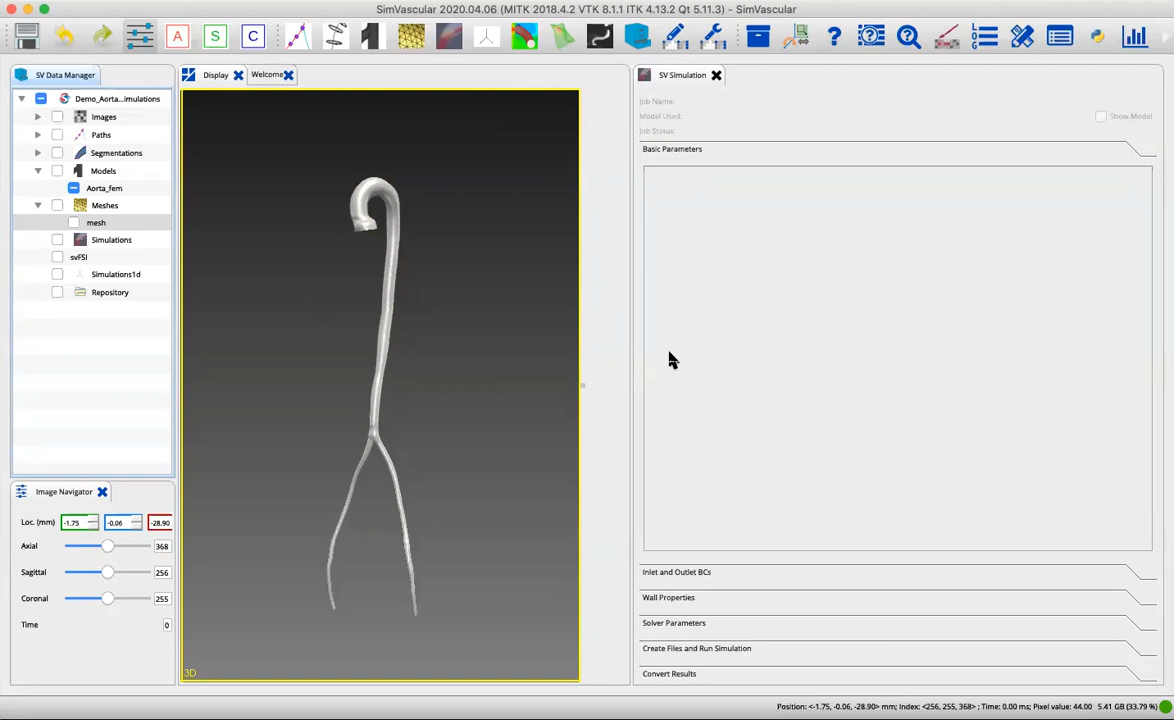 SimVascular 2020.04.06 (MITK 2018.4.2 VTK 8.1.1 ITK 4.13.2 Qt 5.11.3) - SimVascular
A S C
SV Data Manager
Display
Welcome
SV Simulation
Demo_Aorta...imulations
Images
Paths
Segmentations
Models
Aorta_fem
Meshes
mesh
Simulations
svFSI
Simulations1d
Repository
Job Name:
Model Used:
Show Model
Job Status:
Basic Parameters
Inlet and Outlet BCs
Wall Properties
Solver Parameters
Create Files and Run Simulation
Convert Results
Image Navigator
Loc. (mm) -1.75 -0.06 -28.90
Axial 368
Sagittal 256
Coronal 255
Time 0
3D
Position: <-1.75, -0.06, -28.90> mm; Index: <256, 255, 368> ; Time: 0.00 ms; Pixel value: 44.00 5.41 GB (33.79 %)